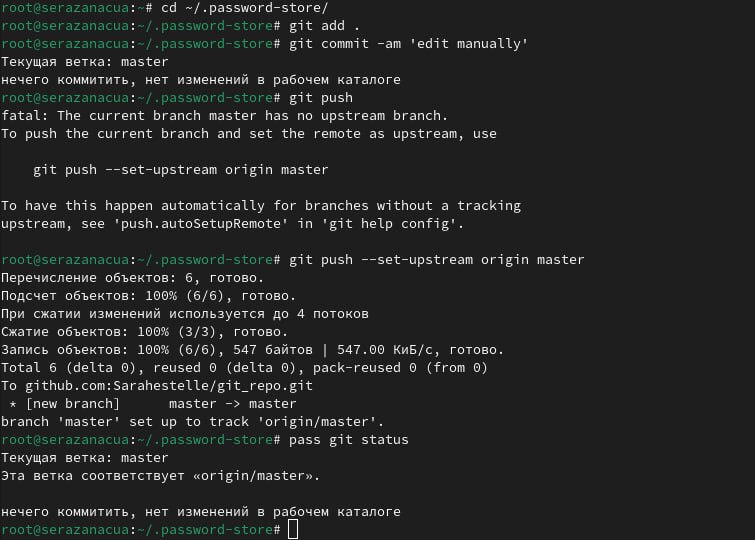 root@serazanacua:~# cd ~/.password-store/
root@serazanacua:~/.password-store# git add .
root@serazanacua:~/.password-store# git commit -am 'edit manually'
Текущая ветка: master
нечего коммитить, нет изменений в рабочем каталоге
root@serazanacua:~/.password-store# git push
fatal: The current branch master has no upstream branch.
To push the current branch and set the remote as upstream, use

    git push --set-upstream origin master

To have this happen automatically for branches without a tracking
upstream, see 'push.autoSetupRemote' in 'git help config'.

root@serazanacua:~/.password-store# git push --set-upstream origin master
Перечисление объектов: 6, готово.
Подсчет объектов: 100% (6/6), готово.
При сжатии изменений используется до 4 потоков
Сжатие объектов: 100% (3/3), готово.
Запись объектов: 100% (6/6), 547 байтов | 547.00 КиБ/с, готово.
Total 6 (delta 0), reused 0 (delta 0), pack-reused 0 (from 0)
To github.com:Sarahestelle/git_repo.git
 * [new branch]      master -> master
branch 'master' set up to track 'origin/master'.
root@serazanacua:~/.password-store# pass git status
Текущая ветка: master
Эта ветка соответствует «origin/master».

нечего коммитить, нет изменений в рабочем каталоге
root@serazanacua:~/.password-store#